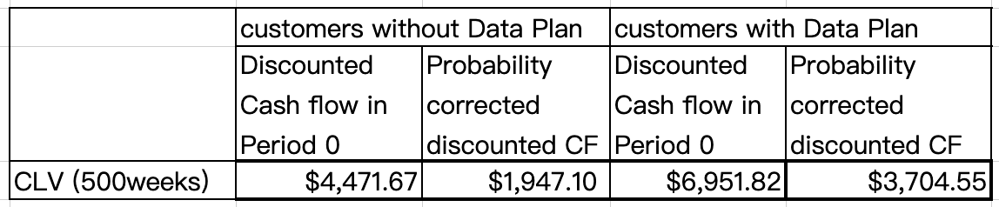 customers without Data Plan customers with Data Plan
Discounted Cash flow in Period 0 Probability corrected discounted CF Discounted Cash flow in Period 0 Probability corrected discounted CF
CLV (500weeks) $4,471.67 $1,947.10 $6,951.82 $3,704.55